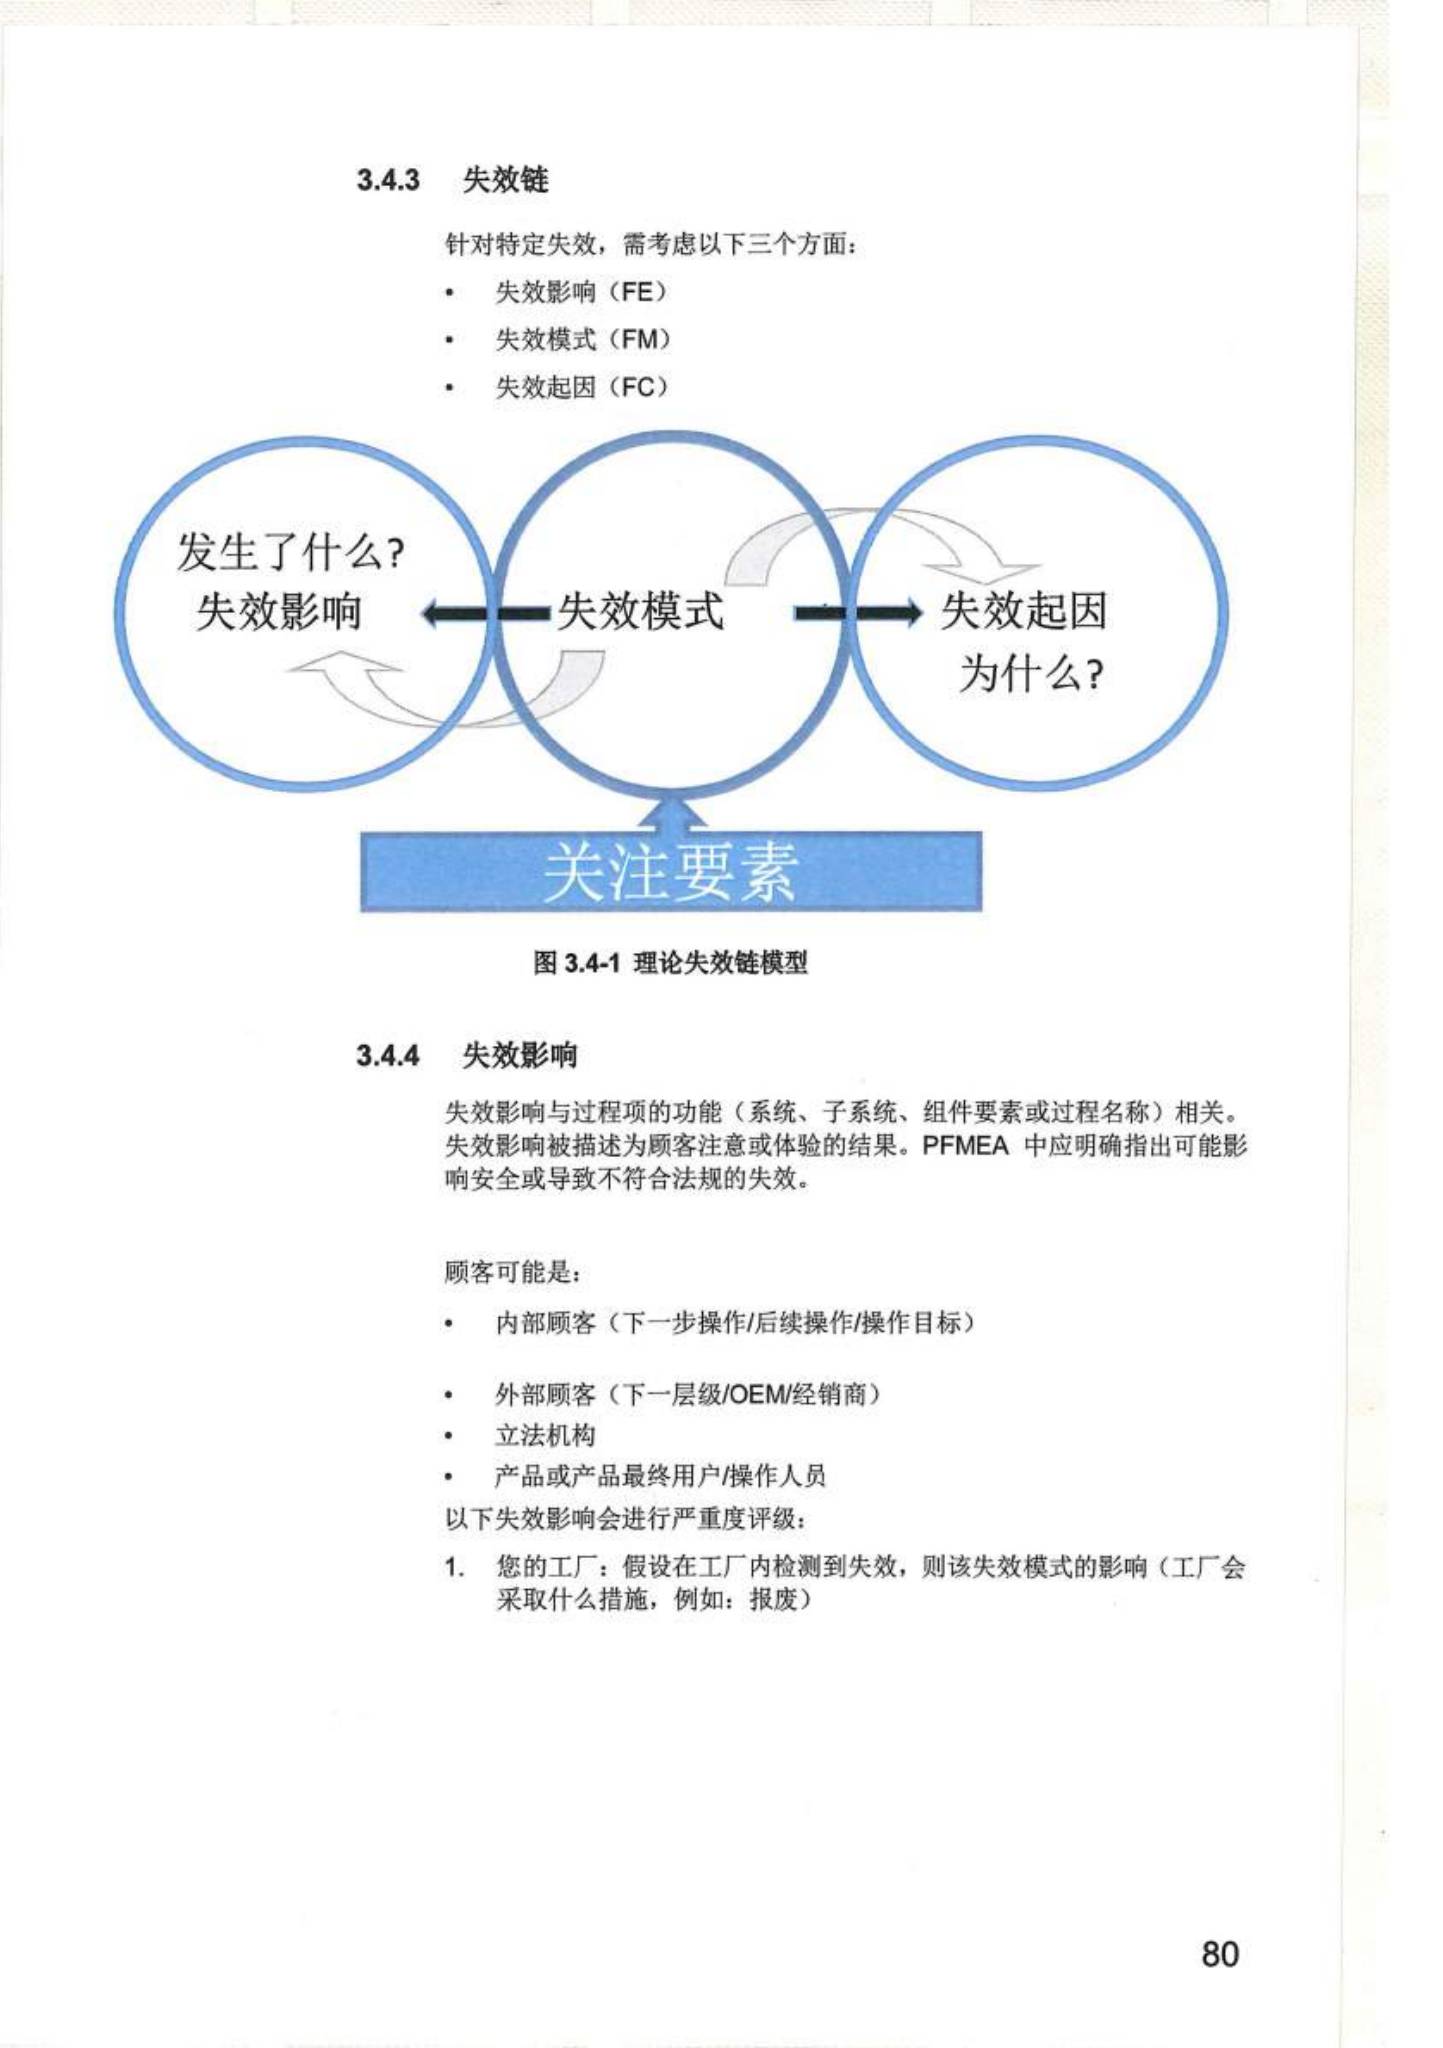 3.4.3 失效链
针对特定失效，需考虑以下三个方面：
• 失效影响（FE）
• 失效模式（FM）
• 失效起因（FC）
发生了什么?
失效影响
失效模式
失效起因
为什么?
关注要素
图 3.4-1 理论失效链模型
3.4.4 失效影响
失效影响与过程项的功能（系统、子系统、组件要素或过程名称）相关。
失效影响被描述为顾客注意或体验的结果。PFMEA 中应明确指出可能影
响安全或导致不符合法规的失效。
顾客可能是：
• 内部顾客（下一步操作/后续操作/操作目标）
• 外部顾客（下一层级/OEM/经销商）
• 立法机构
• 产品或产品最终用户/操作人员
以下失效影响会进行严重度评级：
1. 您的工厂：假设在工厂内检测到失效，则该失效模式的影响（工厂会
采取什么措施，例如：报废）
80